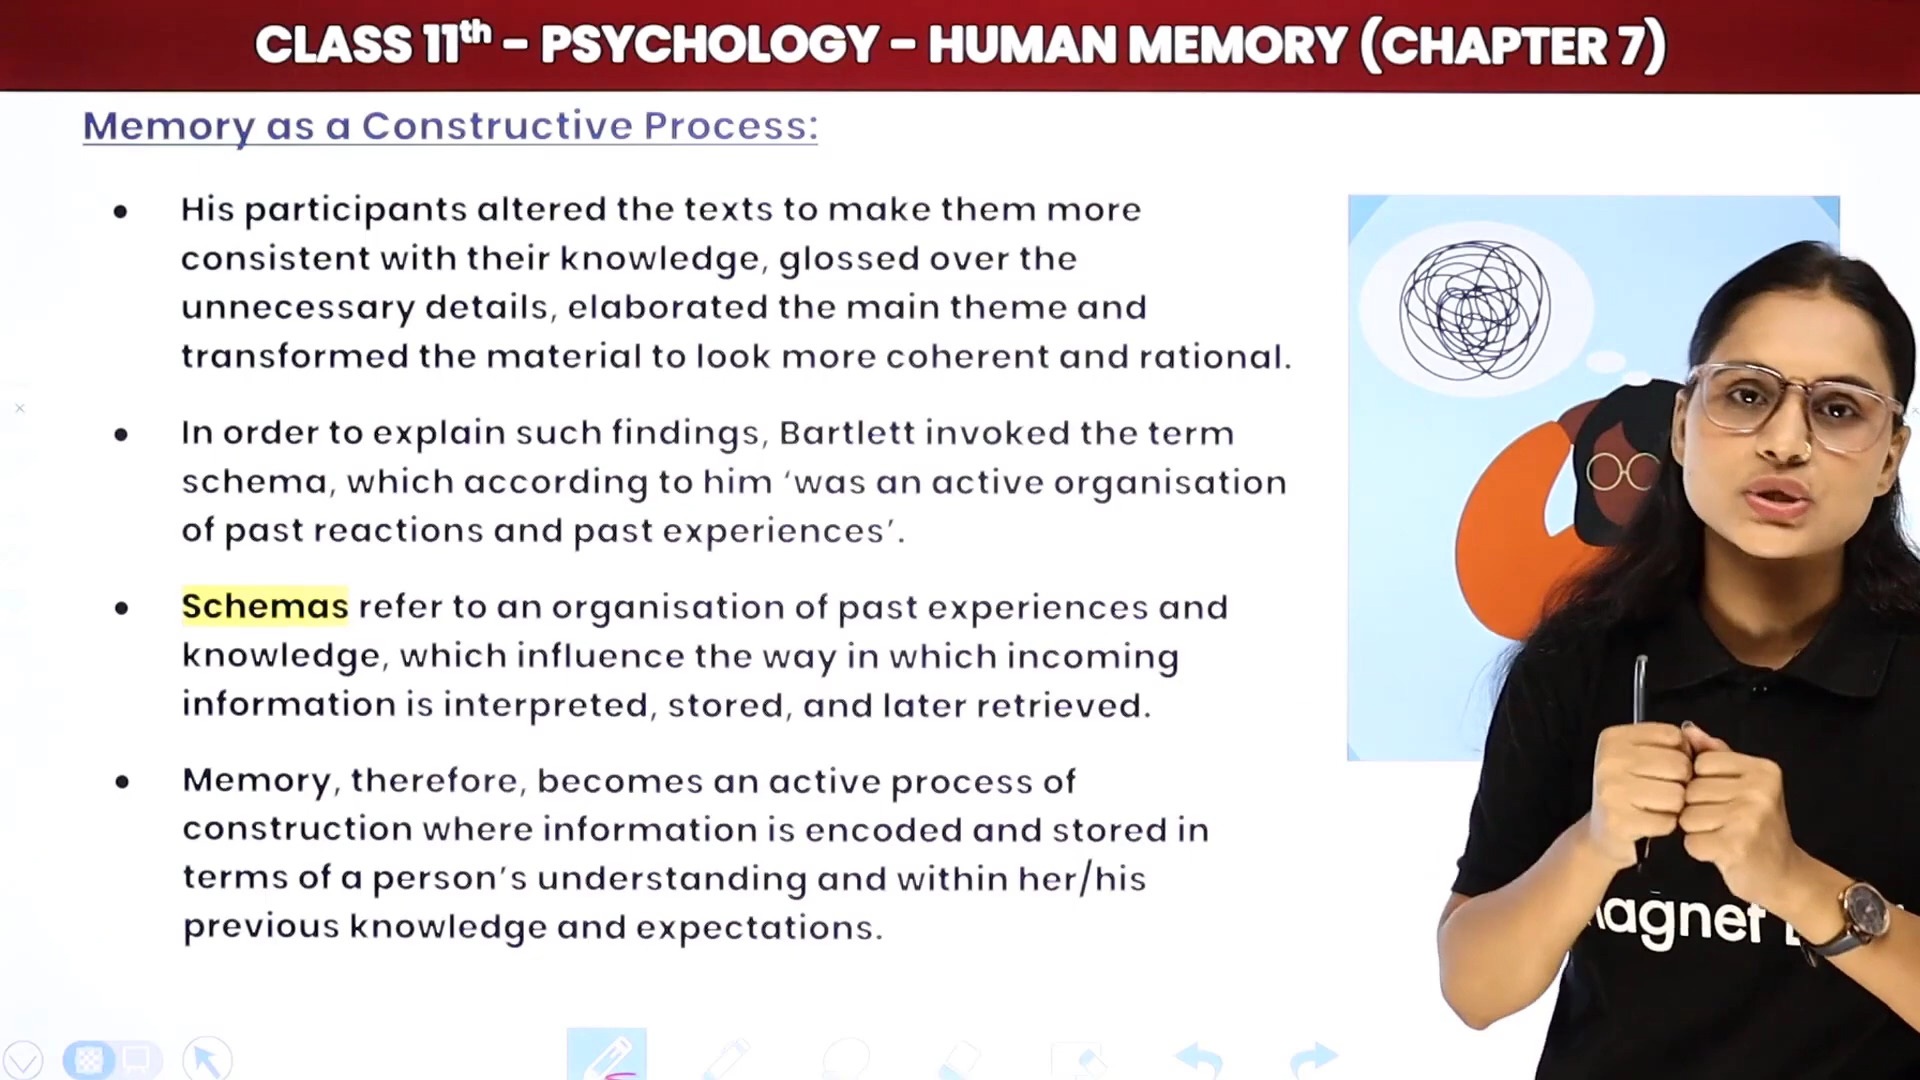 CLASS 11th – PSYCHOLOGY – HUMAN MEMORY (CHAPTER 7)
Memory as a Constructive Process:
• His participants altered the texts to make them more
consistent with their knowledge, glossed over the
unnecessary details, elaborated the main theme and
transformed the material to look more coherent and rational.
• In order to explain such findings, Bartlett invoked the term
schema, which according to him ‘was an active organisation
of past reactions and past experiences’.
• Schemas refer to an organisation of past experiences and
knowledge, which influence the way in which incoming
information is interpreted, stored, and later retrieved.
• Memory, therefore, becomes an active process of
construction where information is encoded and stored in
terms of a person’s understanding and within her/his
previous knowledge and expectations.